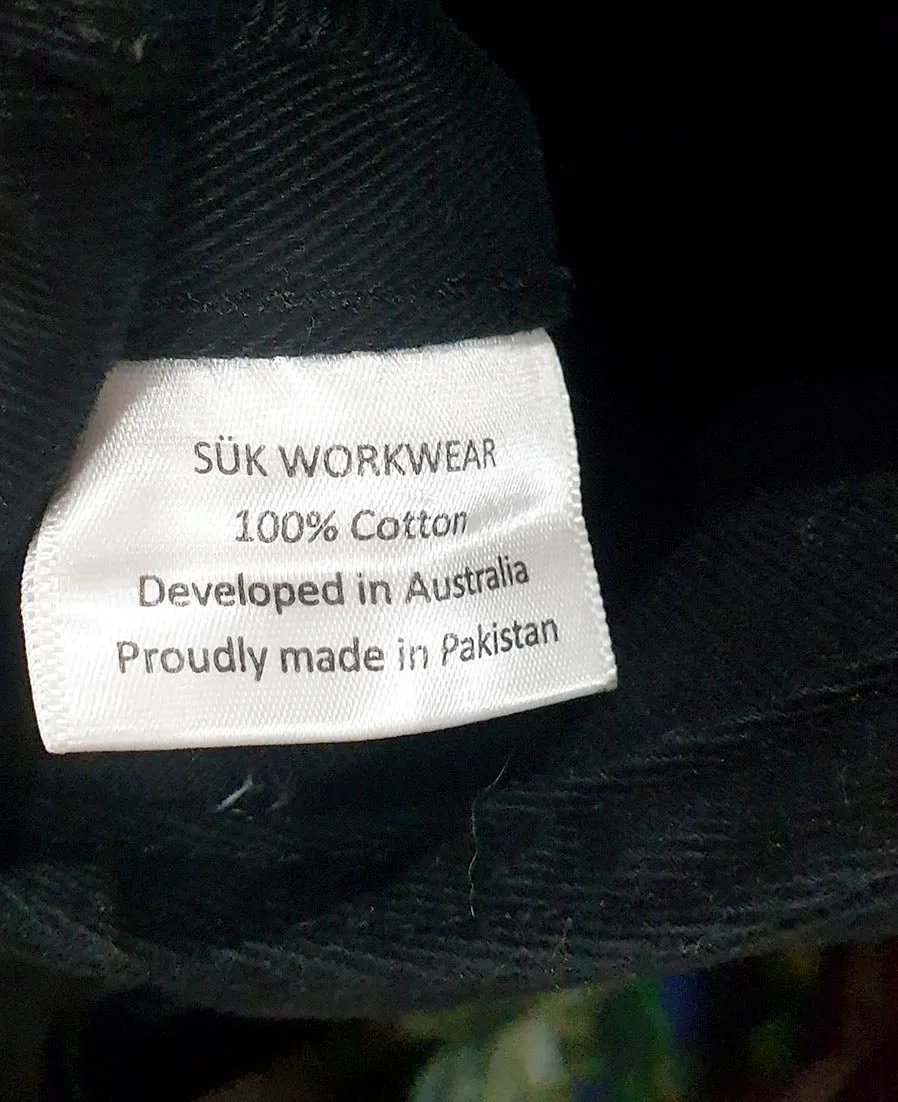 SÜK WORKWEAR
100% Cotton
Developed in Australia
Proudly made in Pakistan